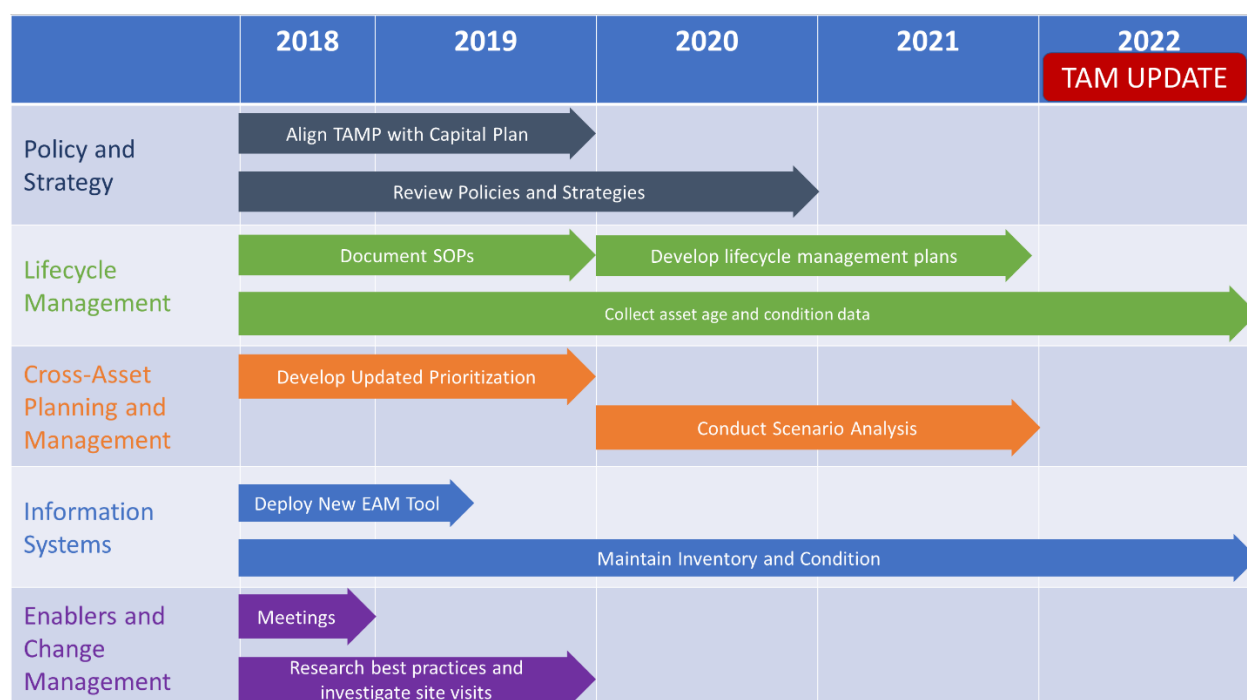 2018 2019 2020 2021 2022
TAM UPDATE
Policy and
Strategy
Align TAMP with Capital Plan
Review Policies and Strategies
Lifecycle
Management
Document SOPs
Develop lifecycle management plans
Collect asset age and condition data
Cross-Asset
Planning and
Management
Develop Updated Prioritization
Conduct Scenario Analysis
Information
Systems
Deploy New EAM Tool
Maintain Inventory and Condition
Enablers and
Change
Management
Meetings
Research best practices and
investigate site visits